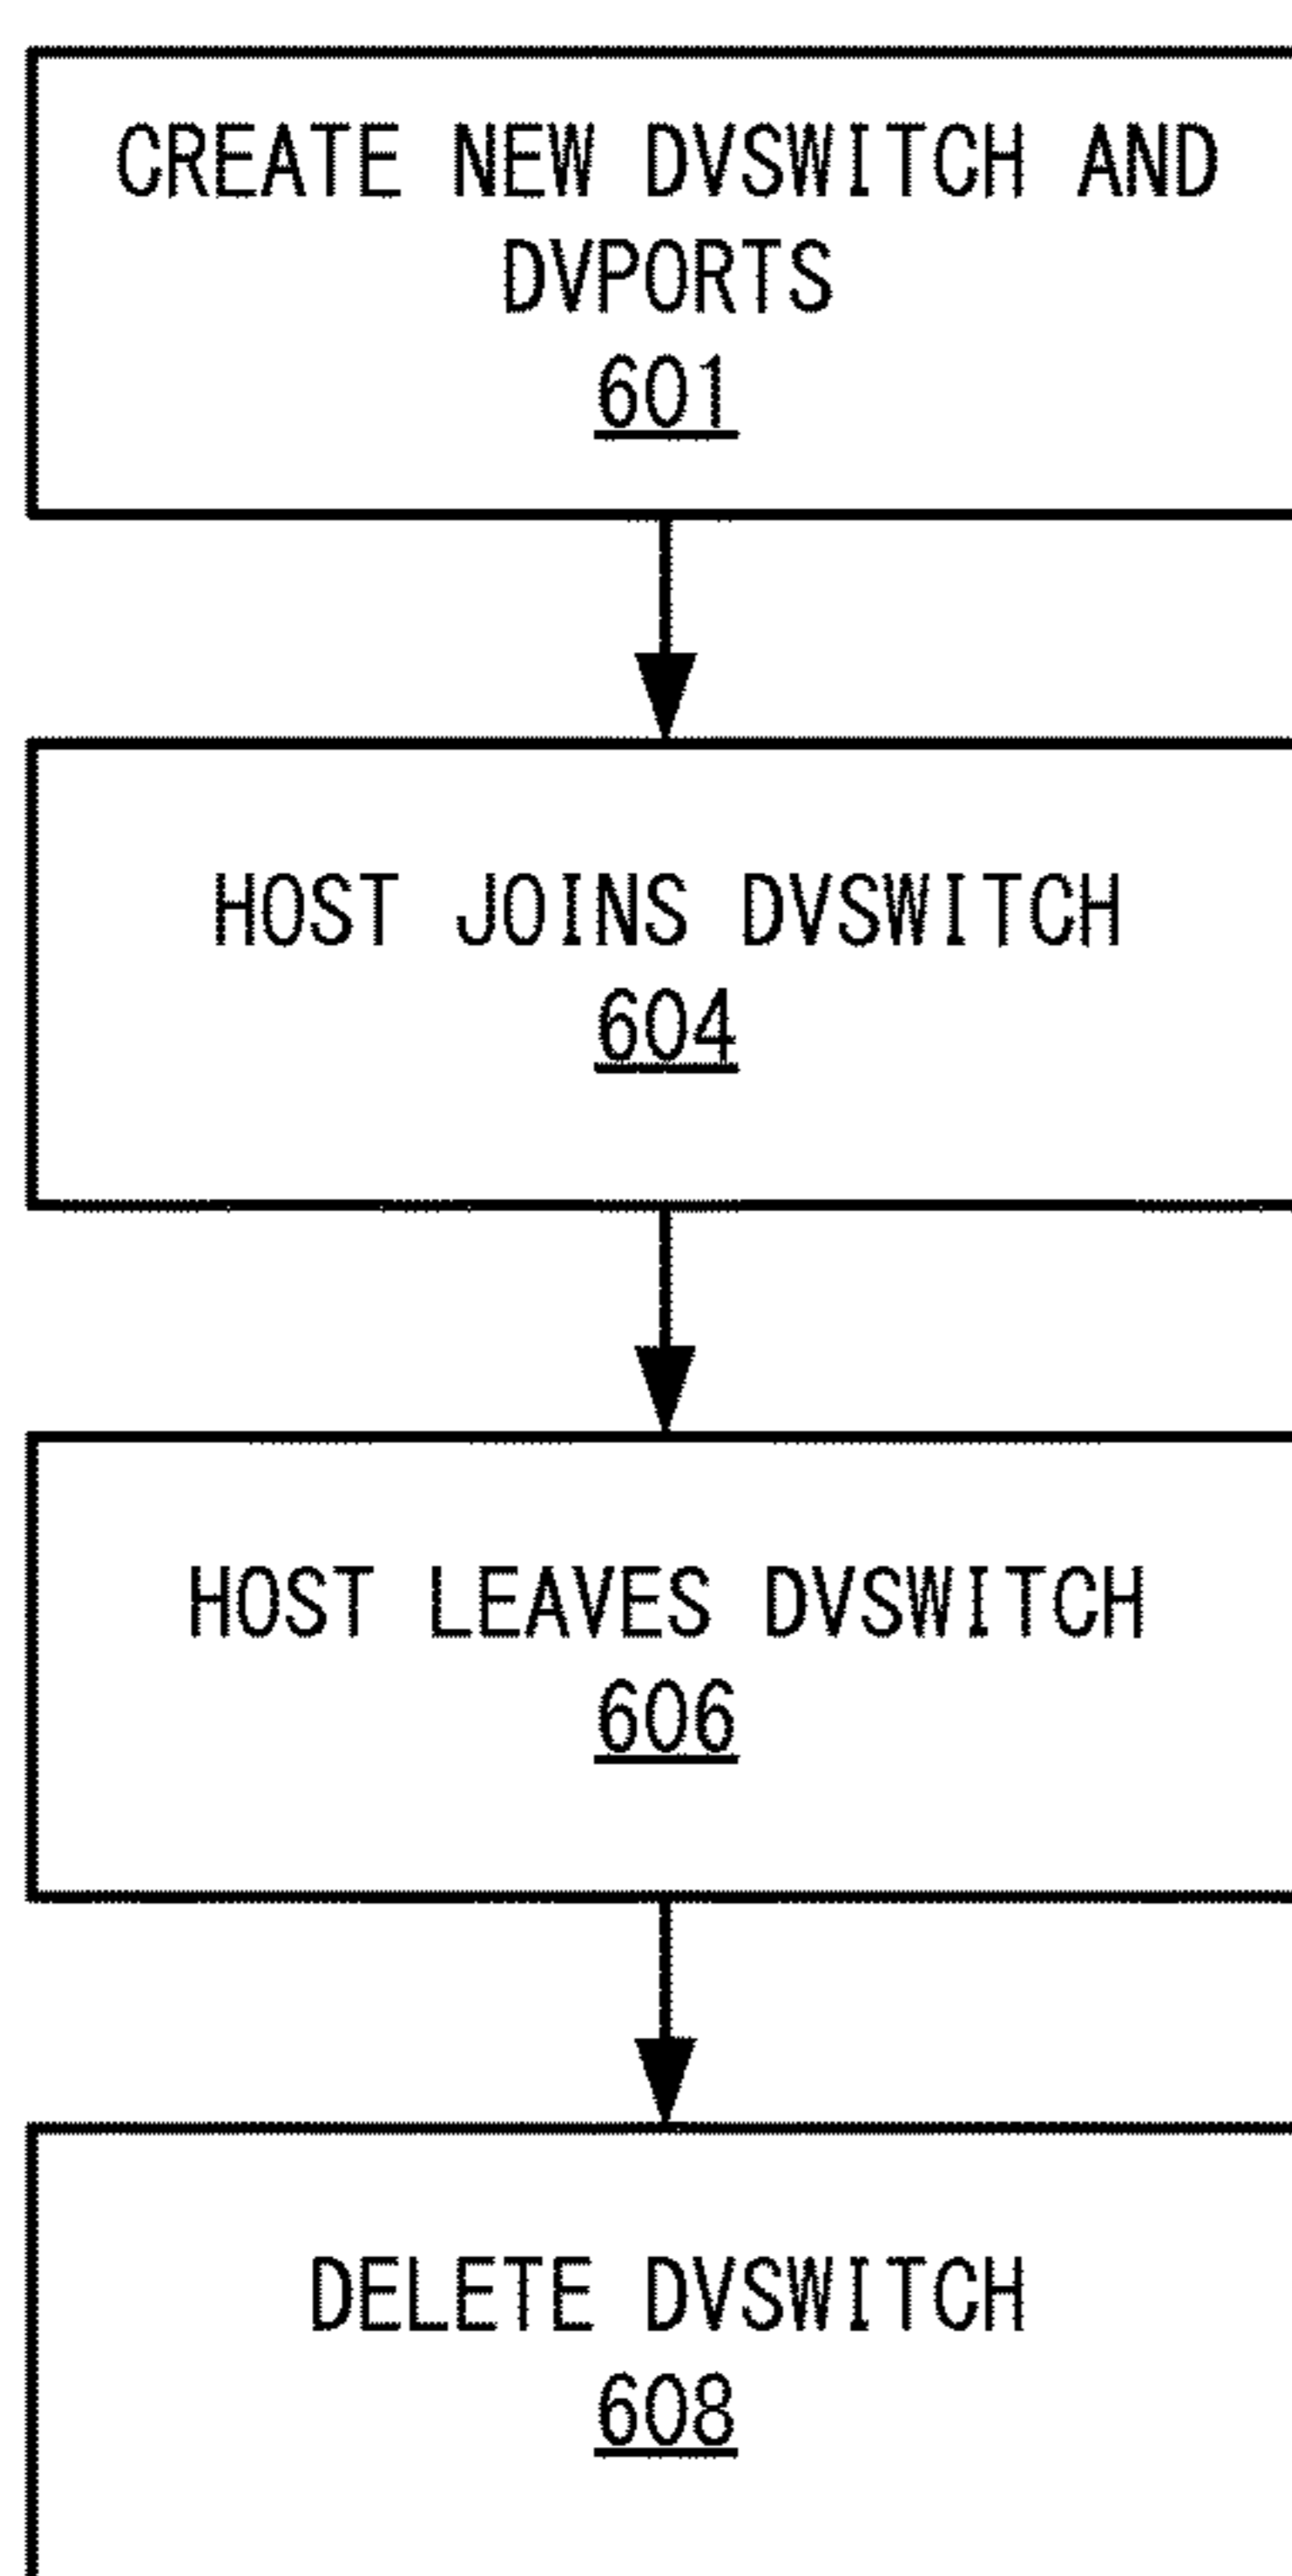 CREATE NEW DVSWITCH AND
DVPORTS
601
HOST JOINS DVSWITCH
604
HOST LEAVES DVSWITCH
606
DELETE DVSWITCH
608